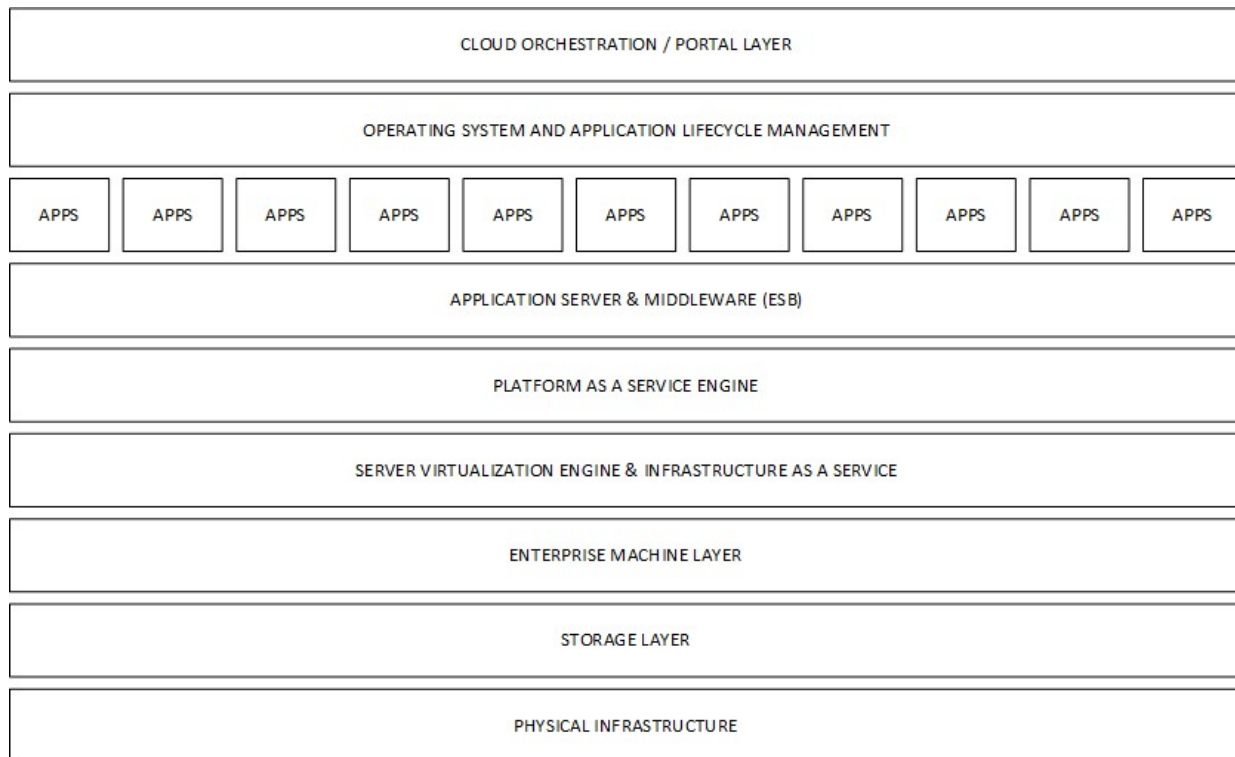 CLOUD ORCHESTRATION / PORTAL LAYER
OPERATING SYSTEM AND APPLICATION LIFECYCLE MANAGEMENT
APPS APPS APPS APPS APPS APPS APPS APPS APPS APPS APPS
APPLICATION SERVER & MIDDLEWARE (ESB)
PLATFORM AS A SERVICE ENGINE
SERVER VIRTUALIZATION ENGINE & INFRASTRUCTURE AS A SERVICE
ENTERPRISE MACHINE LAYER
STORAGE LAYER
PHYSICAL INFRASTRUCTURE